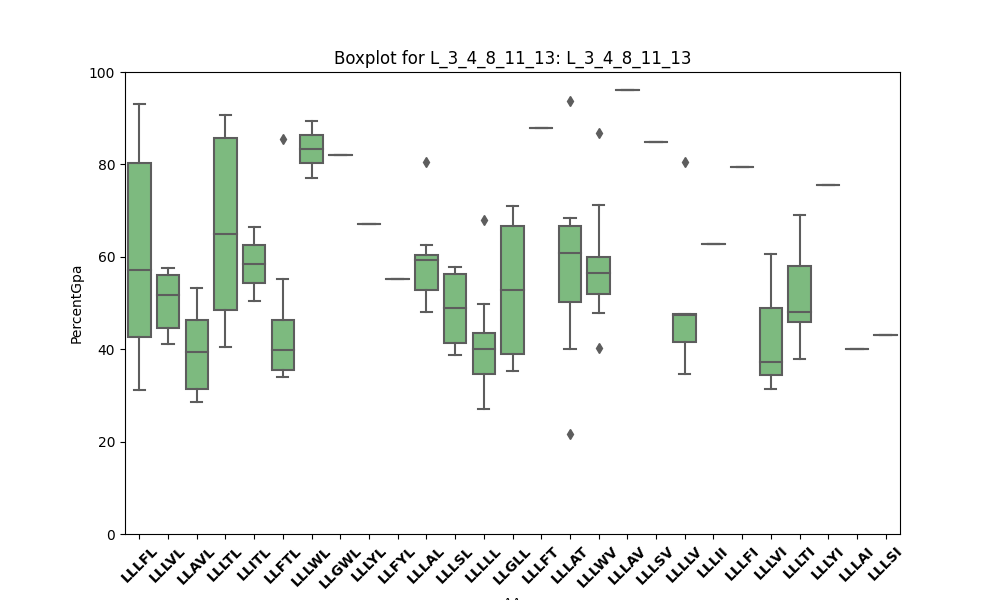 Boxplot for L_3_4_8_11_13: L_3_4_8_11_13
100
80
60
40
20
0
PercentGpa
LLLFL
LLLVL
LLAVL
LLLTL
LLITL
LLFTL
LLLWL
LLGWL
LLLYL
LLFYL
LLLAL
LLLSL
LLLLL
LLGLL
LLLFT
LLLAT
LLLWV
LLLAV
LLLSV
LLLLV
LLLII
LLLFI
LLLVI
LLLTI
LLLYI
LLLAI
LLLSI